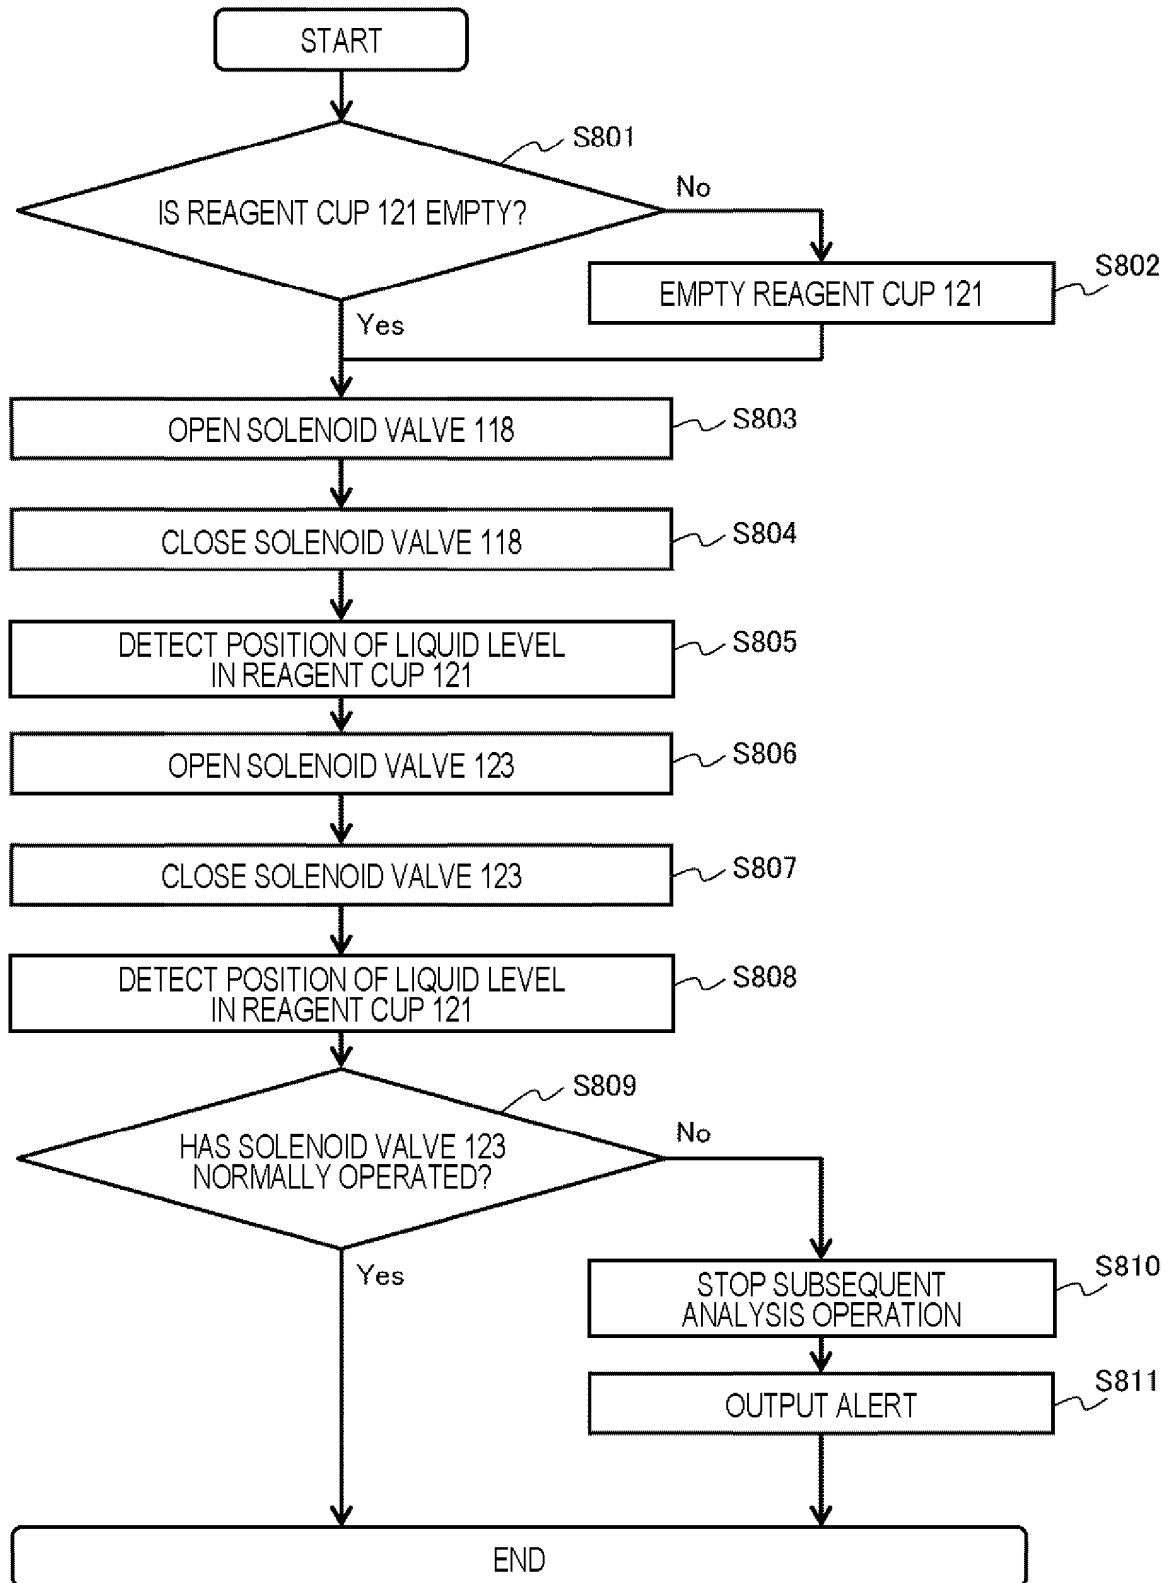 START
S801
IS REAGENT CUP 121 EMPTY?
No
S802
EMPTY REAGENT CUP 121
Yes
S803
OPEN SOLENOID VALVE 118
S804
CLOSE SOLENOID VALVE 118
S805
DETECT POSITION OF LIQUID LEVEL
IN REAGENT CUP 121
S806
OPEN SOLENOID VALVE 123
S807
CLOSE SOLENOID VALVE 123
S808
DETECT POSITION OF LIQUID LEVEL
IN REAGENT CUP 121
S809
HAS SOLENOID VALVE 123
NORMALLY OPERATED?
No
Yes
S810
STOP SUBSEQUENT
ANALYSIS OPERATION
S811
OUTPUT ALERT
END